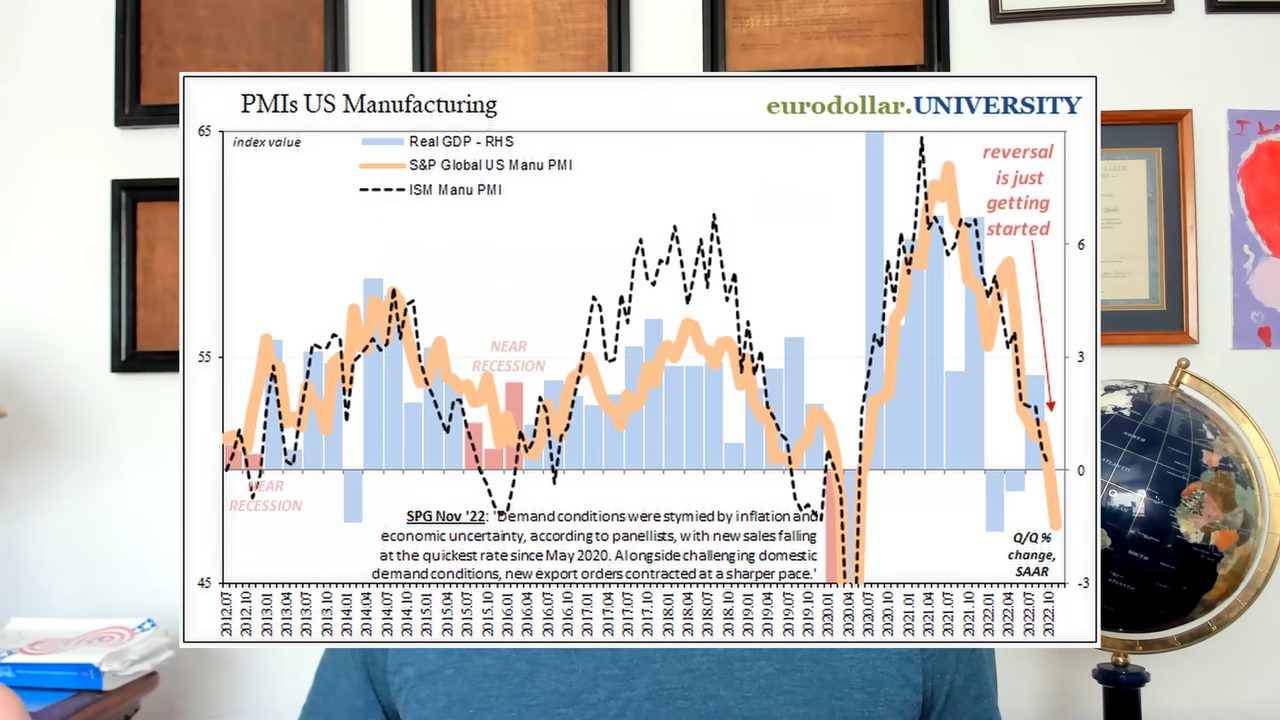 PMIs US Manufacturing
eurodollar.UNIVERSITY
65
index value
Real GDP - RHS
S&P Global US Manu PMI
ISM Manu PMI
reversal
is just
getting
started
6
NEAR
RECESSION
55
3
0
NEAR
RECESSION
SPG Nov '22: 'Demand conditions were stymied by inflation and
economic uncertainty, according to panellists, with new sales falling
at the quickest rate since May 2020. Alongside challenging domestic
demand conditions, new export orders contracted at a sharper pace.'
Q/Q %
change,
SAAR
45
-3
2012.07
2012.10
2013.01
2013.04
2013.07
2013.10
2014.01
2014.04
2014.07
2014.10
2015.01
2015.04
2015.07
2015.10
2016.01
2016.04
2016.07
2016.10
2017.01
2017.04
2017.07
2017.10
2018.01
2018.04
2018.07
2018.10
2019.01
2019.04
2019.07
2019.10
2020.01
2020.04
2020.07
2020.10
2021.01
2021.04
2021.07
2021.10
2022.01
2022.04
2022.07
2022.10
NORTH
ATLANTIC
SOUTH
ATLANTIC